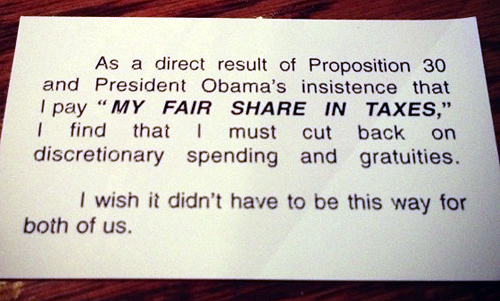 As a direct result of Proposition 30
and President Obama's insistence that
I pay "MY FAIR SHARE IN TAXES,"
I find that I must cut back on
discretionary spending and gratuities.
I wish it didn't have to be this way for
both of us.